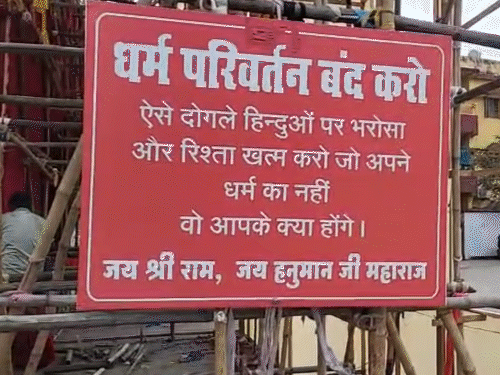 धर्म परिवर्तन बंद करो
ऐसे दोगले हिन्दुओं पर भरोसा
और रिश्ता खत्म करो जो अपने
धर्म का नहीं
वो आपके क्या होंगे।
जय श्री राम, जय हनुमान जी महाराज